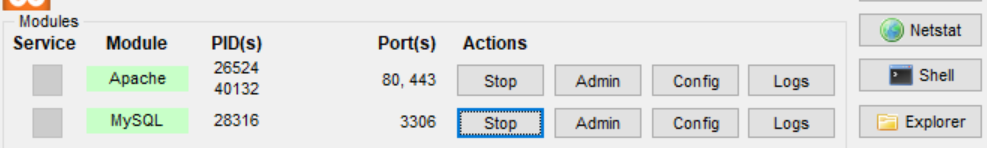 Modules
Service Module PID(s) Port(s) Actions
Netstat
Apache 26524 40132 80, 443 Stop Admin Config Logs
Shell
MySQL 28316 3306 Stop Admin Config Logs
Explorer